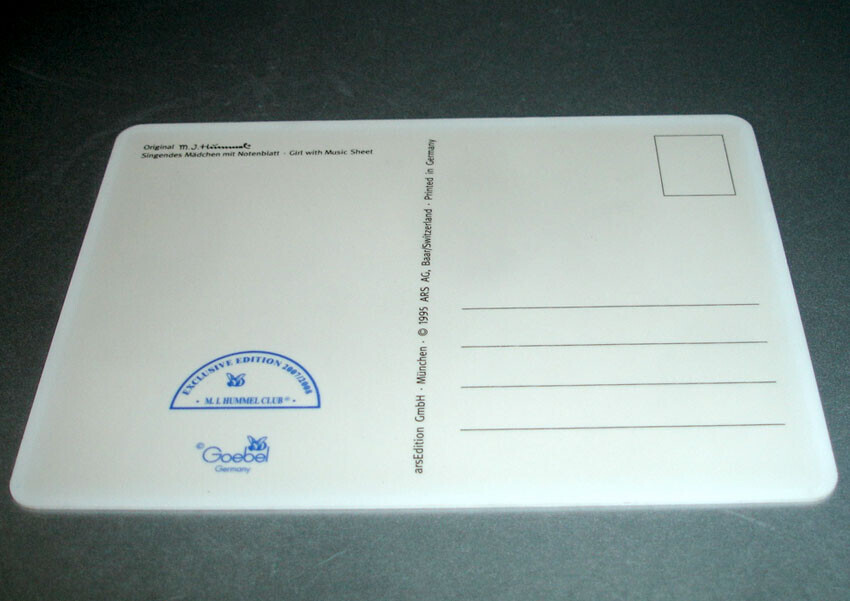 Original M. J. Hümmel
Singendes Mädchen mit Notenblatt · Girl with Music Sheet
arsEdition GmbH · München · © 1995 ARS AG, Baar/Switzerland · Printed in Germany
EXCLUSIVE EDITION 2007/2008
· M. I. HUMMEL CLUB® ·
© Goebel
Germany